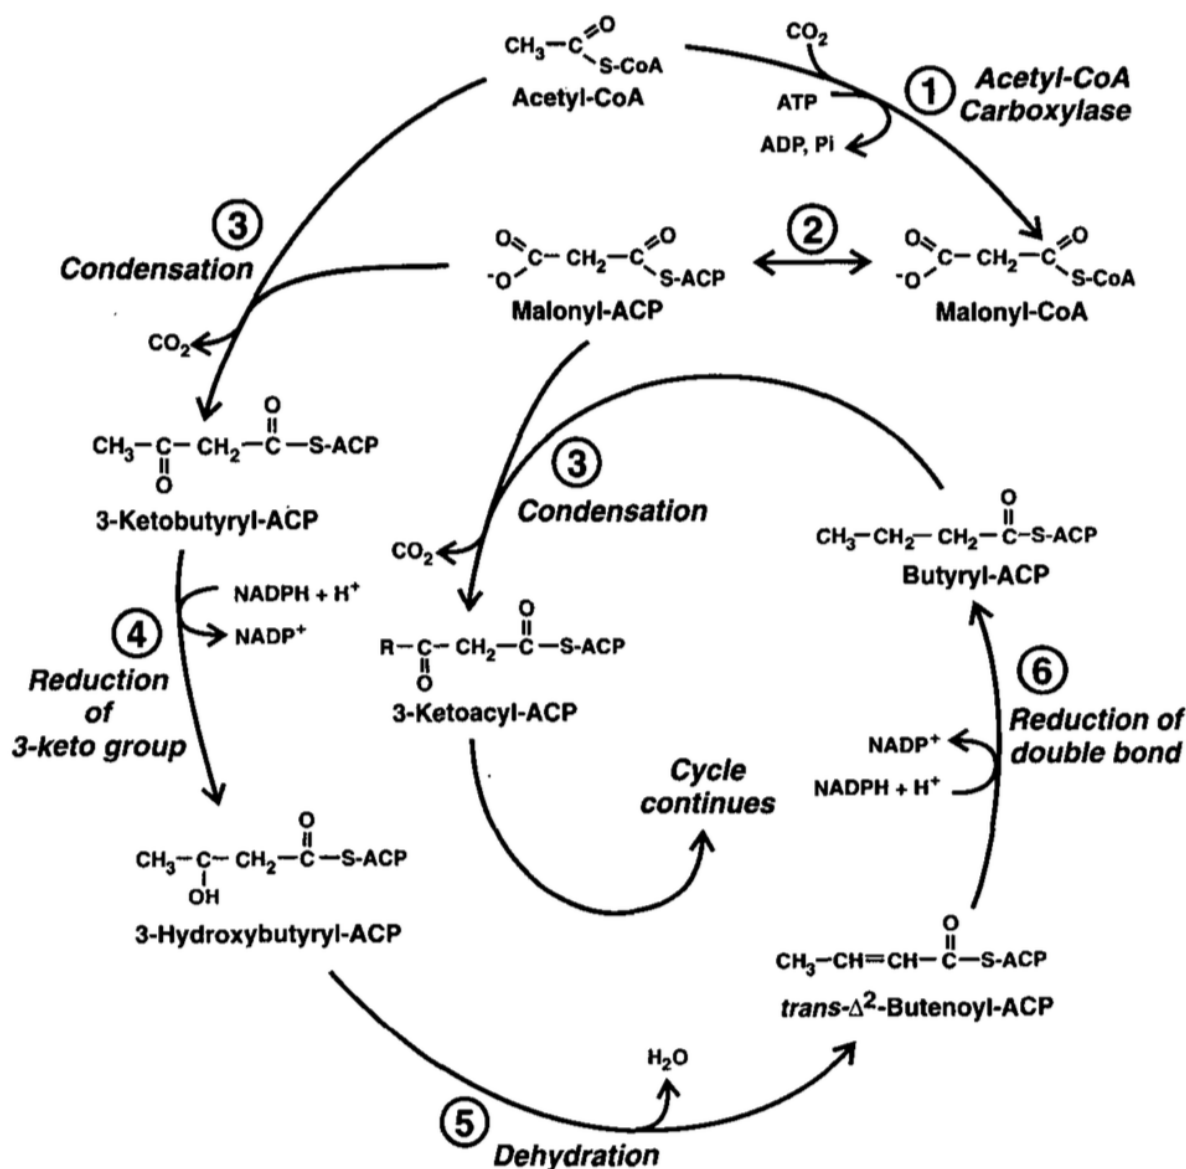 CH3-C=O
S-CoA
Acetyl-CoA
CO2
ATP
ADP, Pi
1
Acetyl-CoA
Carboxylase
3
Condensation
CO2
O=C-CH2-C=O
-O
S-ACP
Malonyl-ACP
2
O=C-CH2-C=O
-O
S-CoA
Malonyl-CoA
O
CH3-C-CH2-C-S-ACP
O
3-Ketobutyryl-ACP
3
Condensation
CO2
O
CH3-CH2-CH2-C-S-ACP
Butyryl-ACP
4
Reduction
of
3-keto group
NADPH + H+
NADP+
O
R-C-CH2-C-S-ACP
O
3-Ketoacyl-ACP
Cycle
continues
6
Reduction of
double bond
NADP+
NADPH + H+
O
CH3-C-CH2-C-S-ACP
OH
3-Hydroxybutyryl-ACP
O
CH3-CH=CH-C-S-ACP
trans-Δ2-Butenoyl-ACP
H2O
5
Dehydration